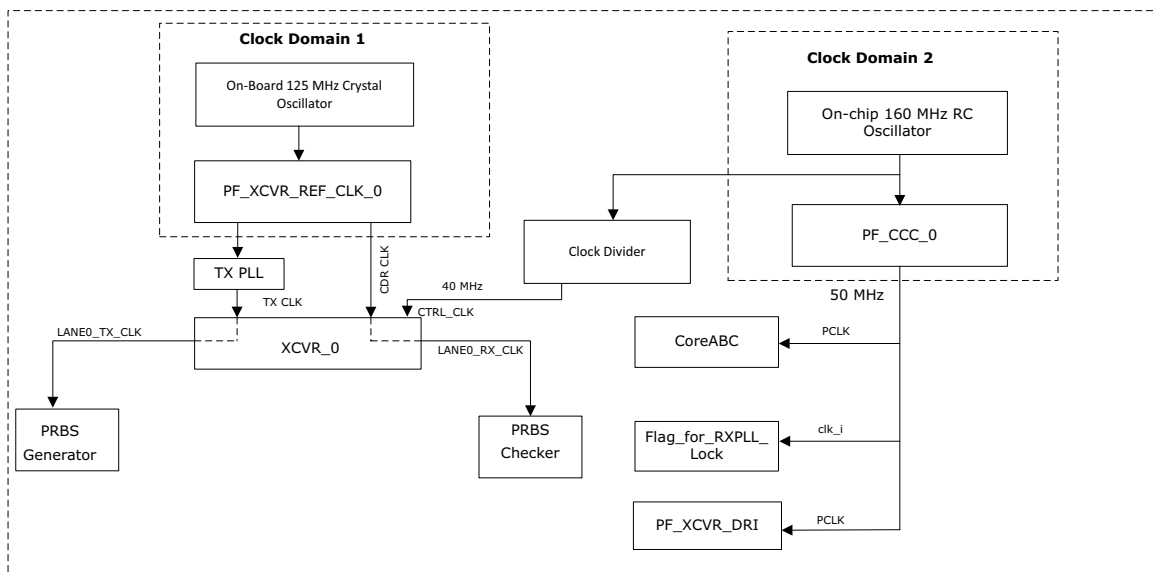 Clock Domain 1
On-Board 125 MHz Crystal
Oscillator
PF_XCVR_REF_CLK_0
TX PLL
CDR CLK
TX CLK
Clock Domain 2
On-chip 160 MHz RC
Oscillator
PF_CCC_0
Clock Divider
40 MHz
CTRL_CLK
50 MHz
LANE0_TX_CLK
XCVR_0
LANE0_RX_CLK
PRBS
Generator
PRBS
Checker
CoreABC
PCLK
Flag_for_RXPLL_
Lock
clk_i
PF_XCVR_DRI
PCLK